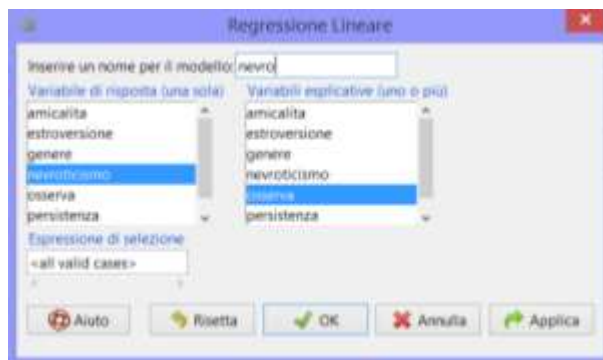 Regressione Lineare
Inserire un nome per il modello: nevro
Variabile di risposta (una sola) Variabili esplicative (uno o più)
amicalita amicalita
estroversione estroversione
genere genere
nevroticismo nevroticismo
osserva osserva
persistenza persistenza
Espressione di selezione
<all valid cases>
Aiuto Risetta OK Annulla Applica